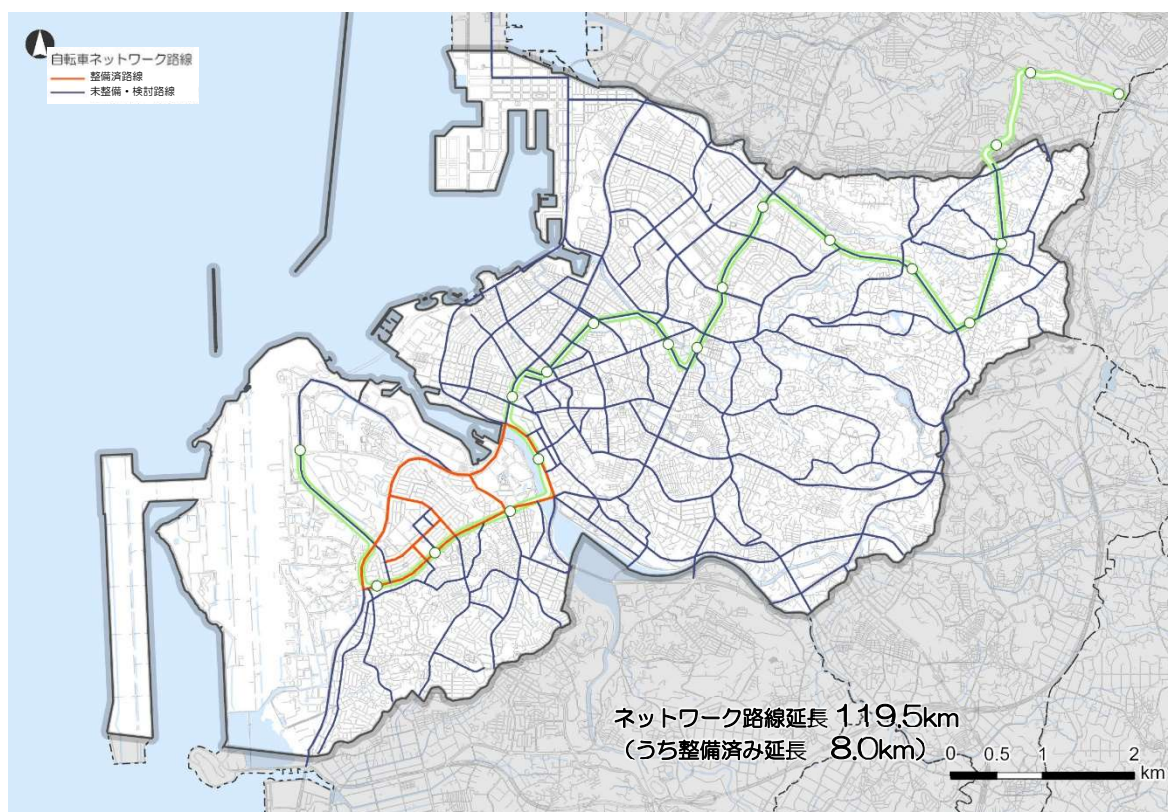 自転車ネットワーク路線
整備済路線
未整備・検討路線
ネットワーク路線延長 119.5km
（うち整備済み延長　8.0km）
0 0.5 1 2
km